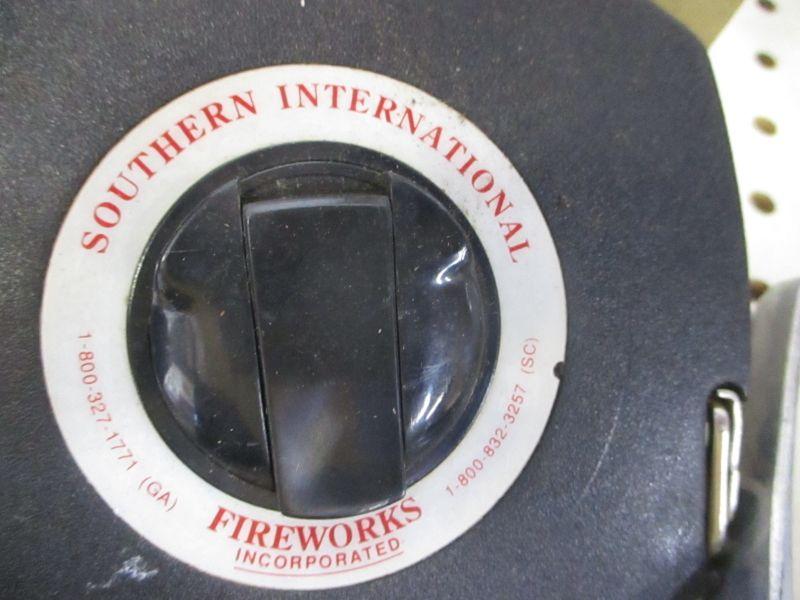 SOUTHERN INTERNATIONAL
1-800-327-1771 (GA)
1-800-832-3257 (SC)
FIREWORKS
INCORPORATED